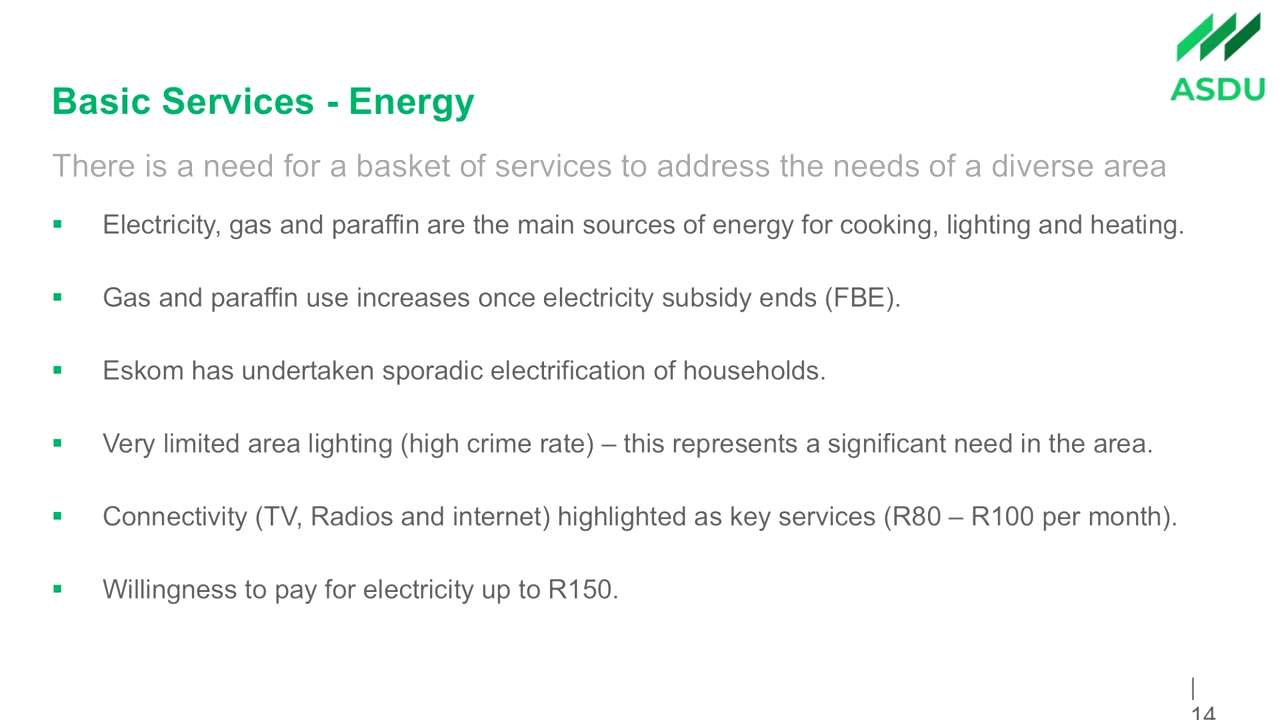 ASDU
Basic Services - Energy
There is a need for a basket of services to address the needs of a diverse area
▪ Electricity, gas and paraffin are the main sources of energy for cooking, lighting and heating.
▪ Gas and paraffin use increases once electricity subsidy ends (FBE).
▪ Eskom has undertaken sporadic electrification of households.
▪ Very limited area lighting (high crime rate) – this represents a significant need in the area.
▪ Connectivity (TV, Radios and internet) highlighted as key services (R80 – R100 per month).
▪ Willingness to pay for electricity up to R150.
|
14